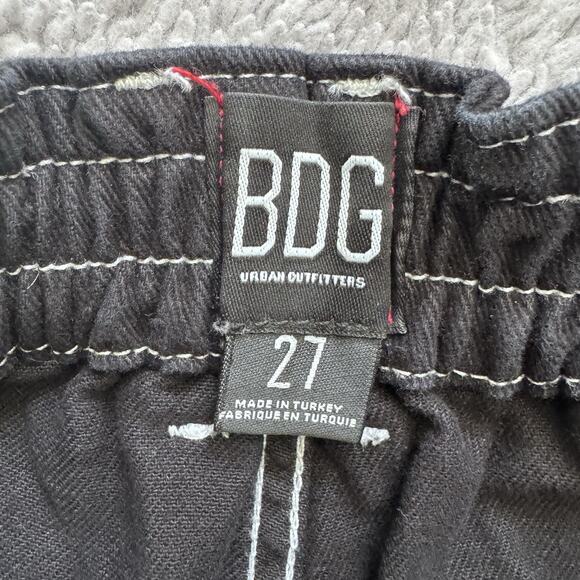 BDG
URBAN OUTFITTERS
27
MADE IN TURKEY
FABRIQUE EN TURQUIE